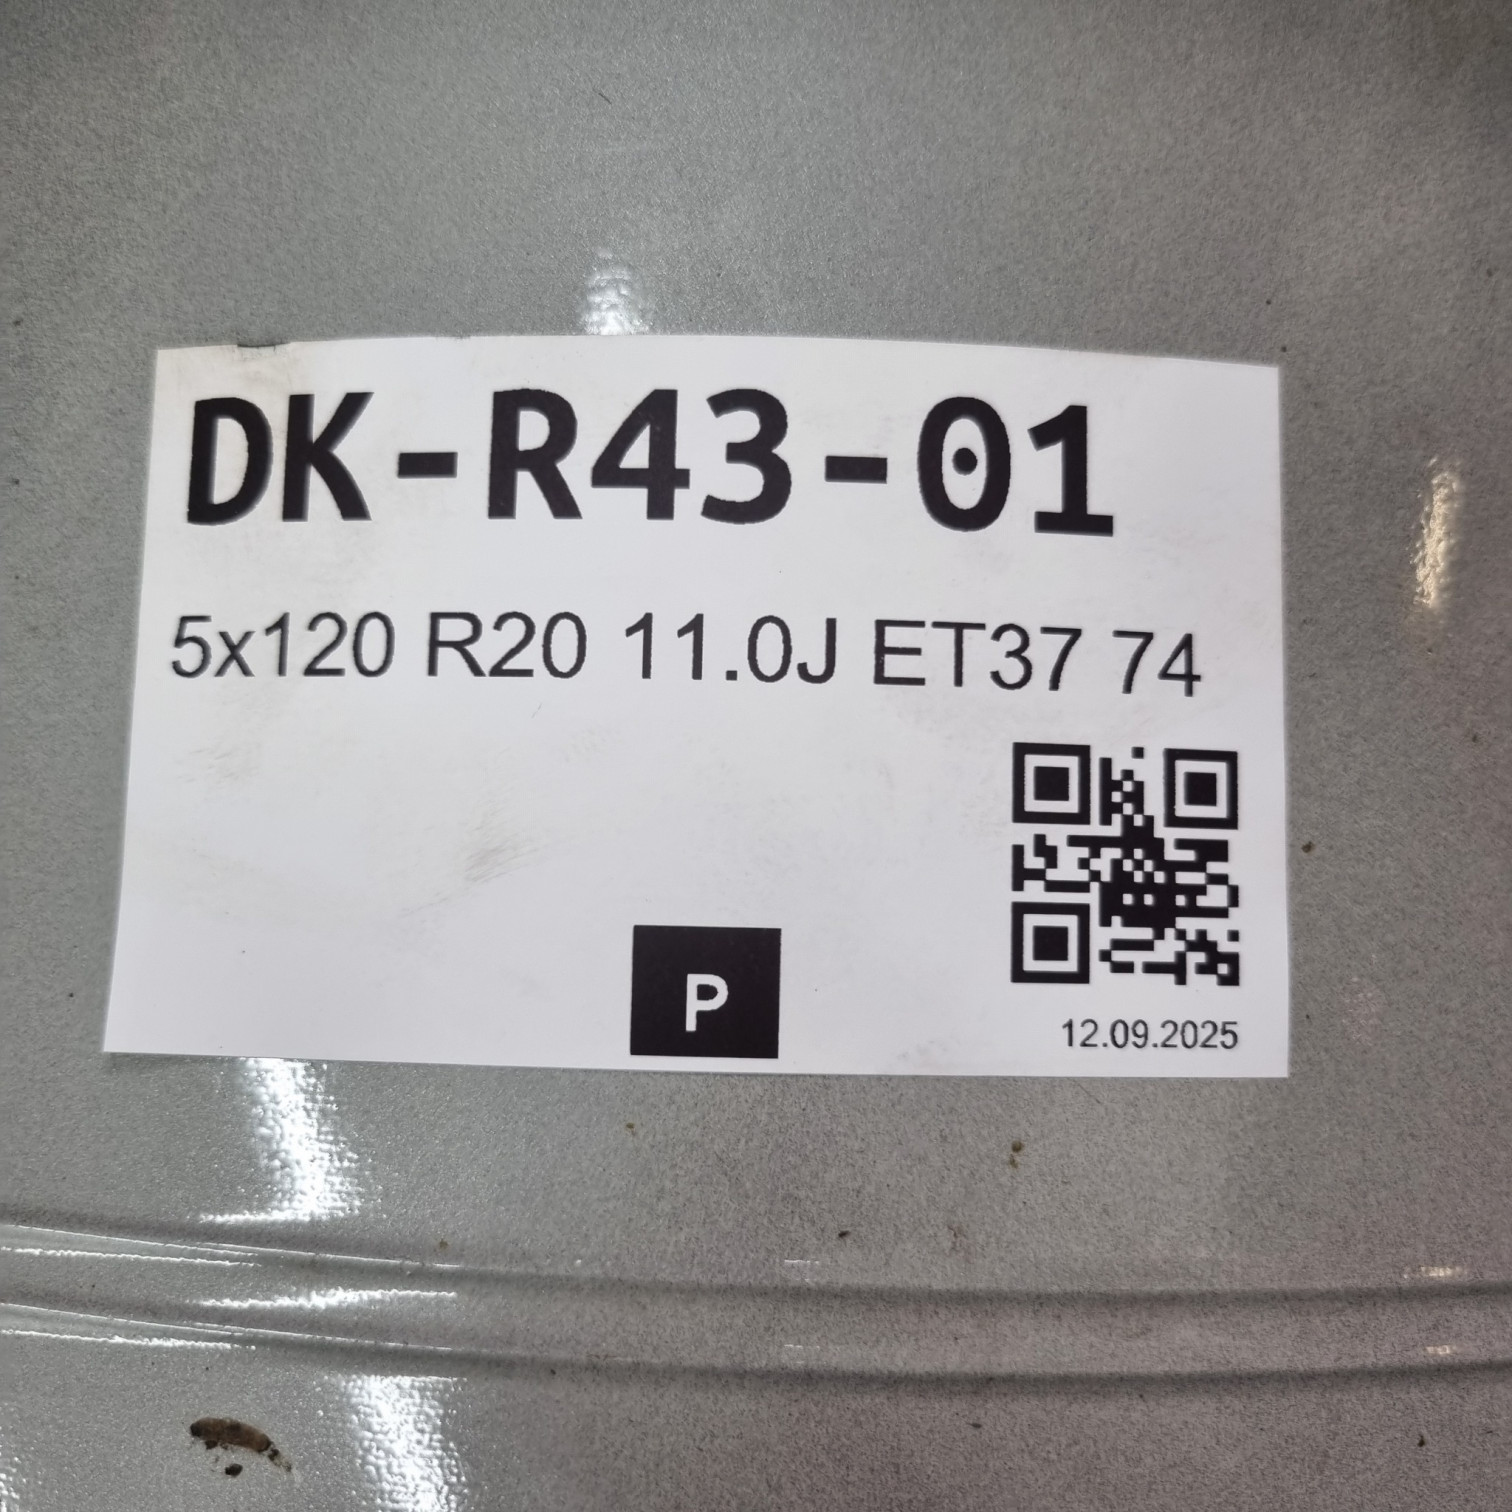 DK-R43-01
5x120 R20 11.0J ET37 74
P
12.09.2025